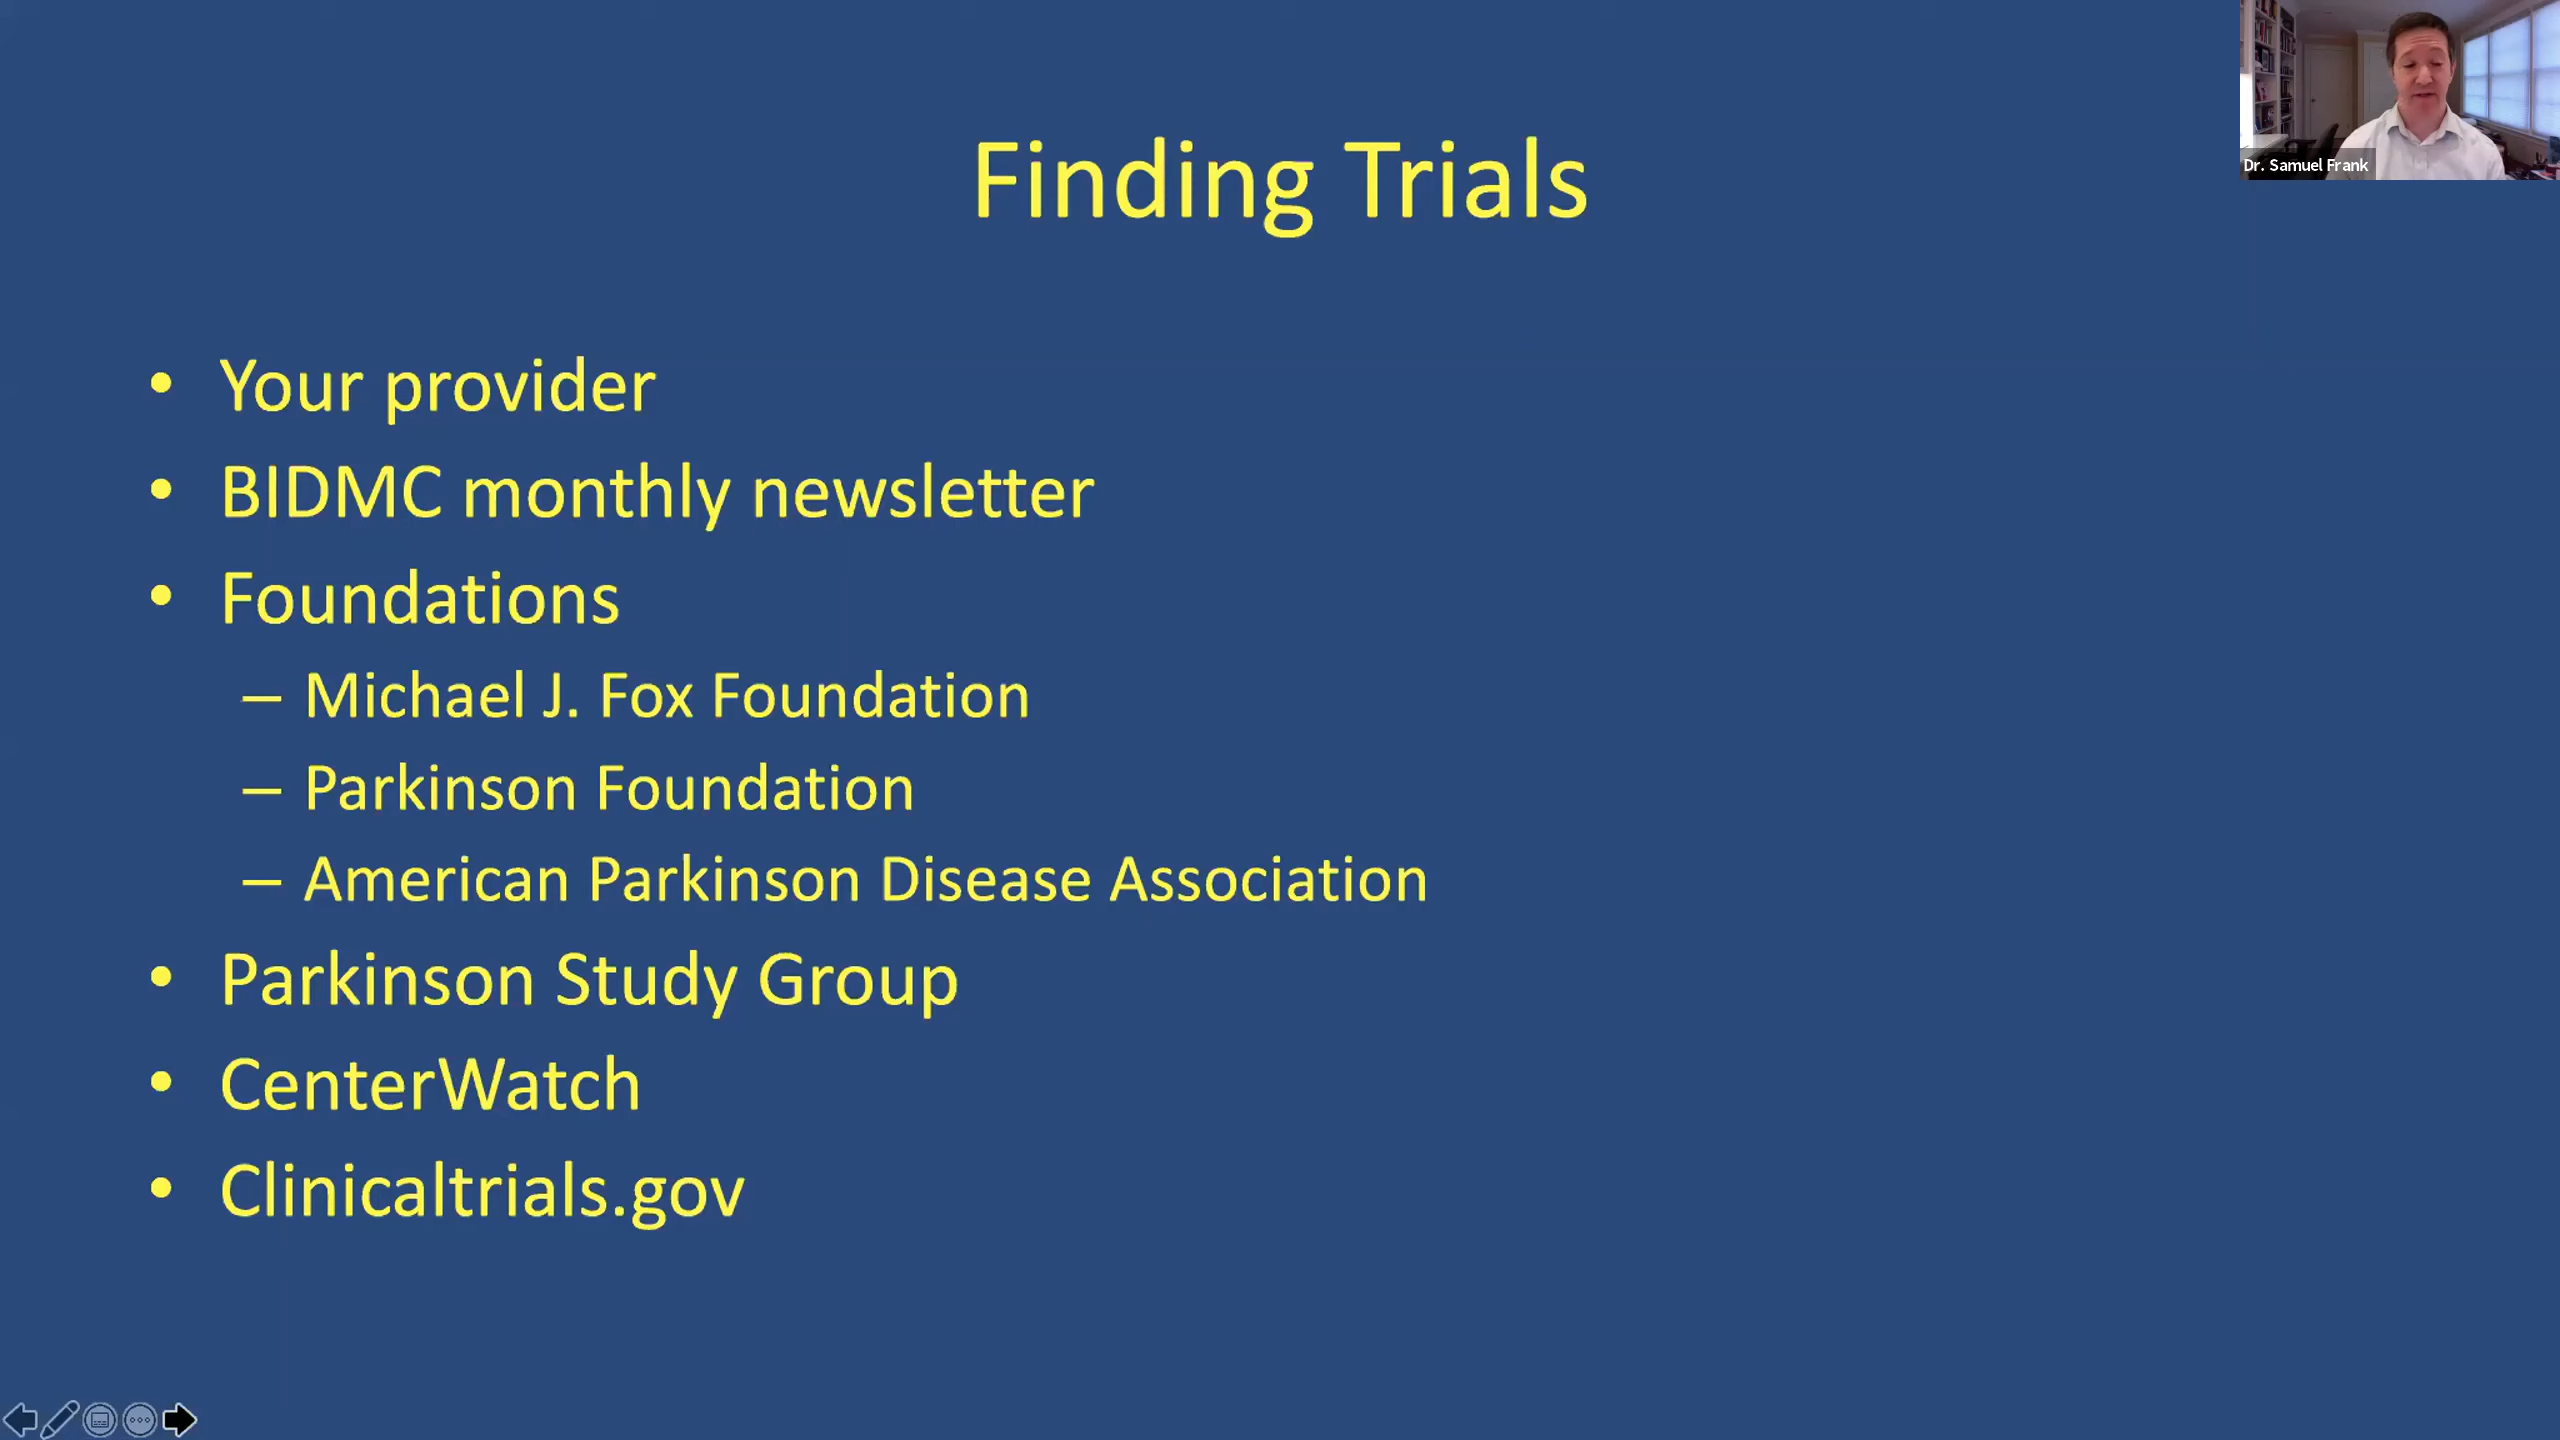 Finding Trials
Dr. Samuel Frank
• Your provider
• BIDMC monthly newsletter
• Foundations
– Michael J. Fox Foundation
– Parkinson Foundation
– American Parkinson Disease Association
• Parkinson Study Group
• CenterWatch
• Clinicaltrials.gov